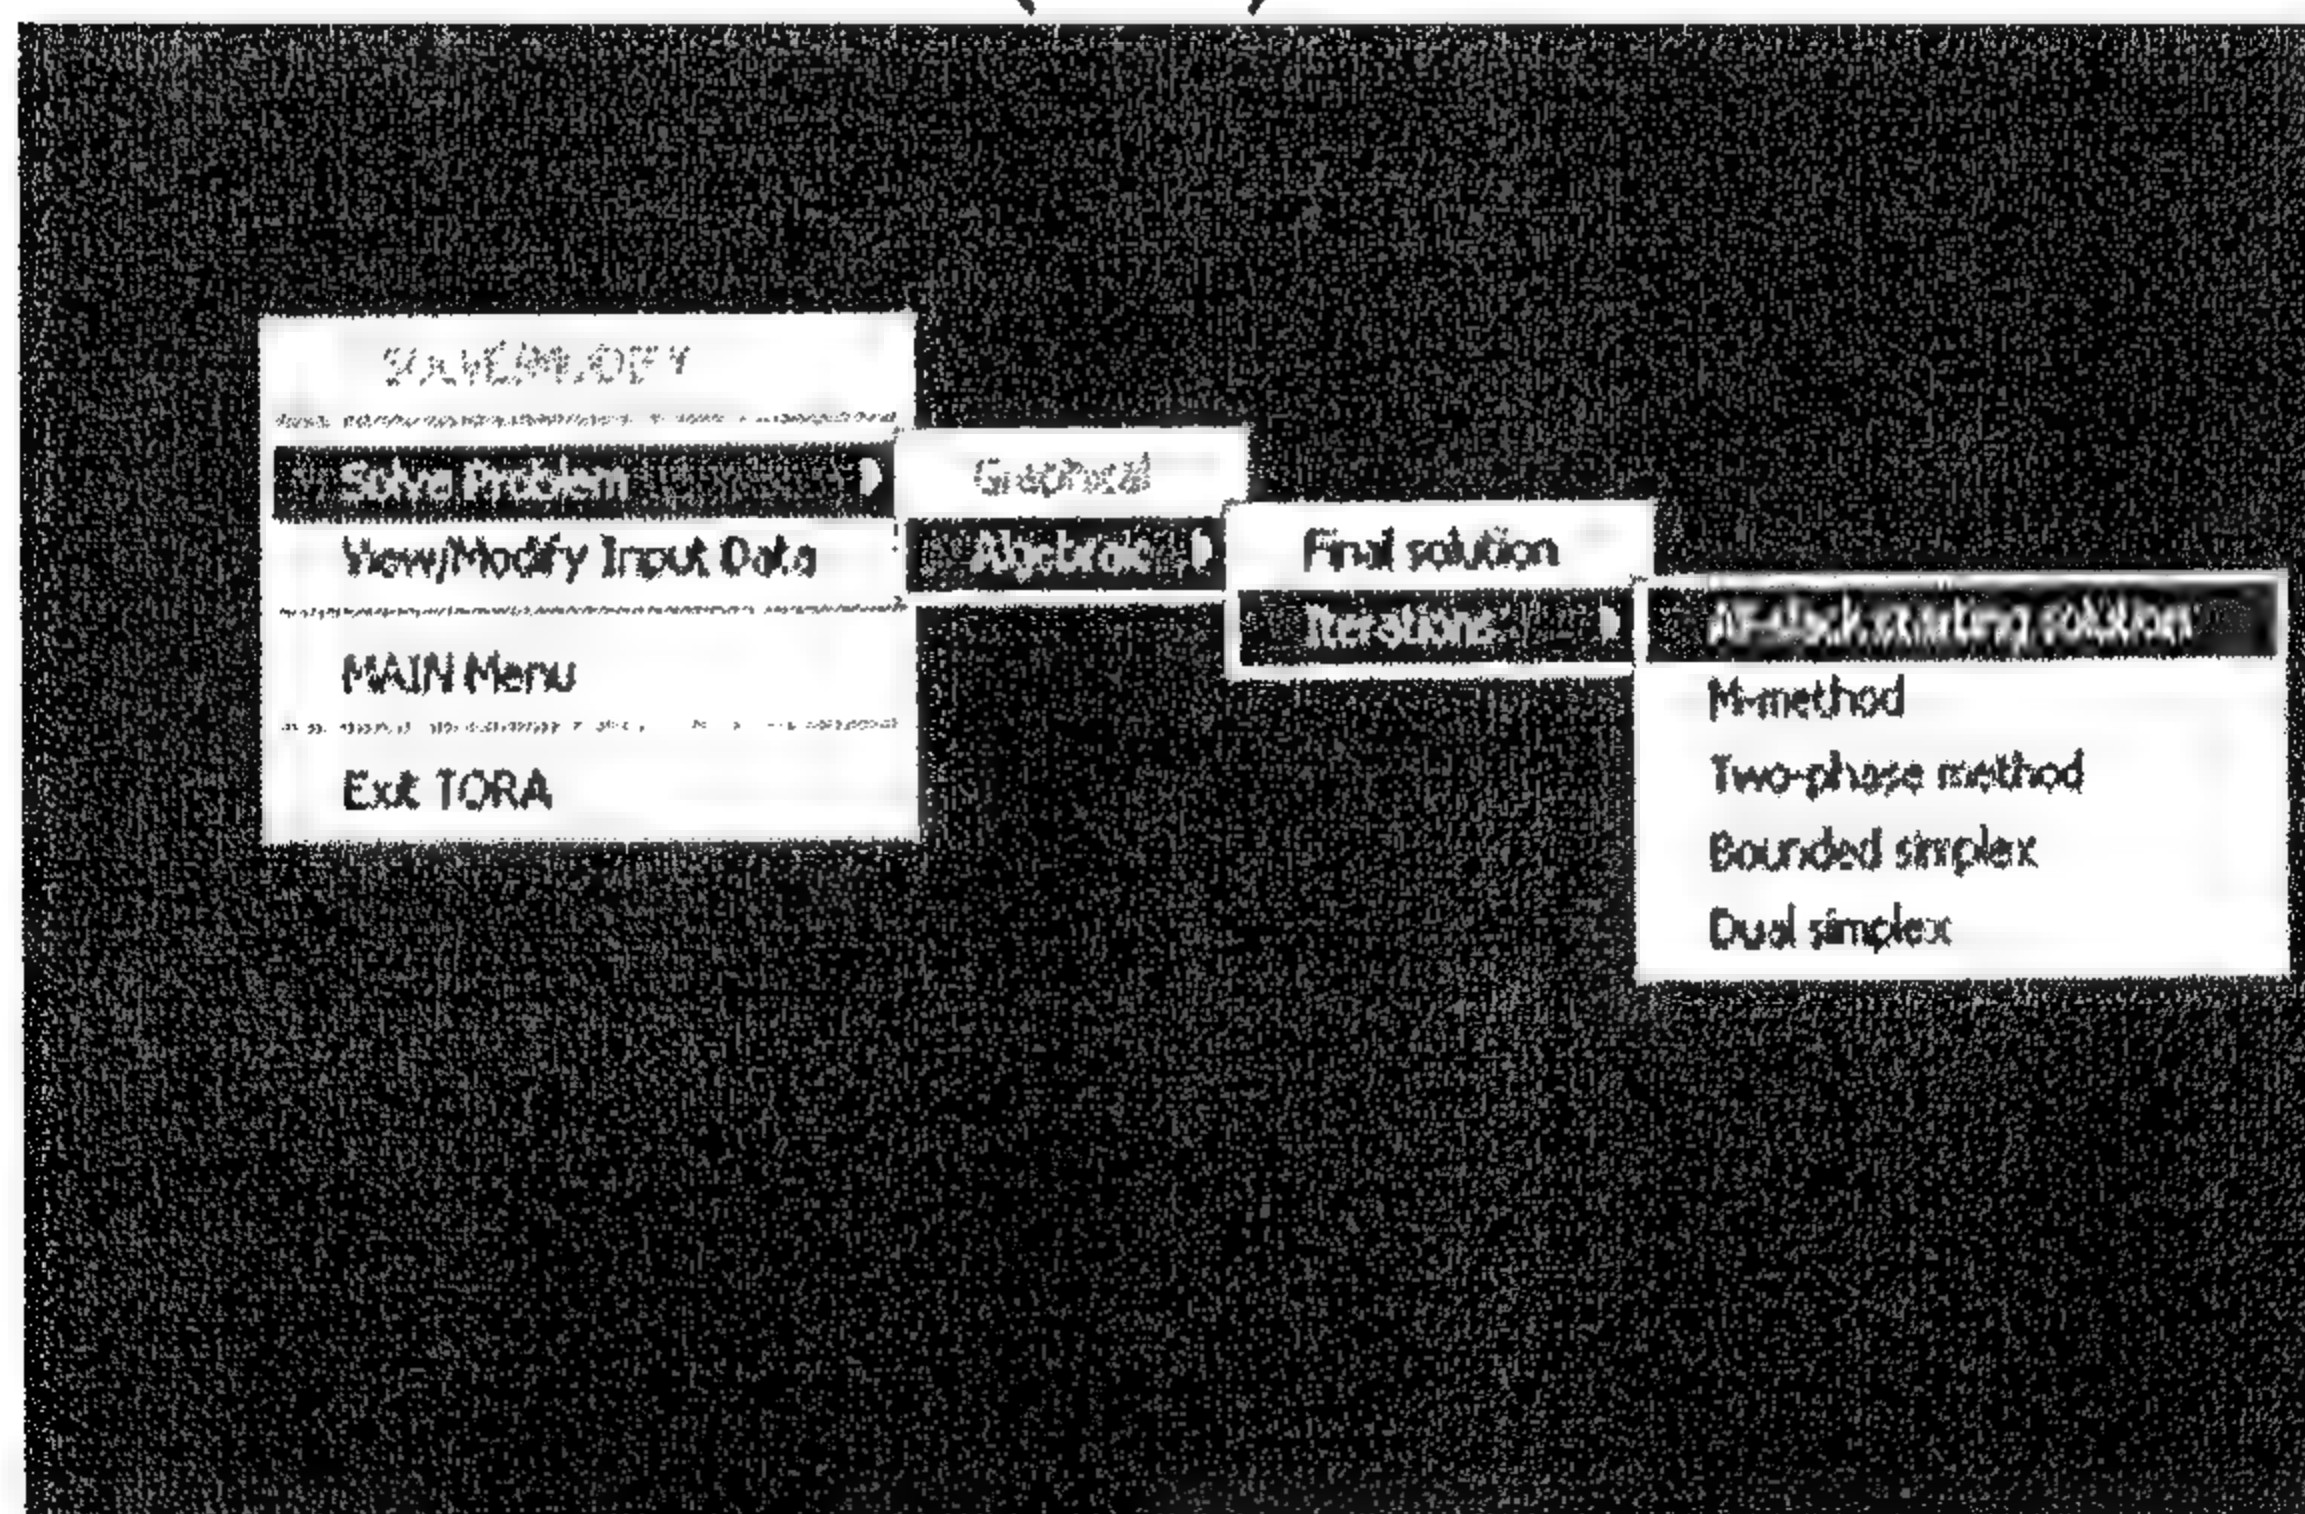 SOLVE/MODIFY
Solve Problem
View/Modify Input Data
MAIN Menu
Exit TORA
Graphical
Algebraic
Final solution
Iterations
All-slack starting solution
M-method
Two-phase method
Bounded simplex
Dual simplex